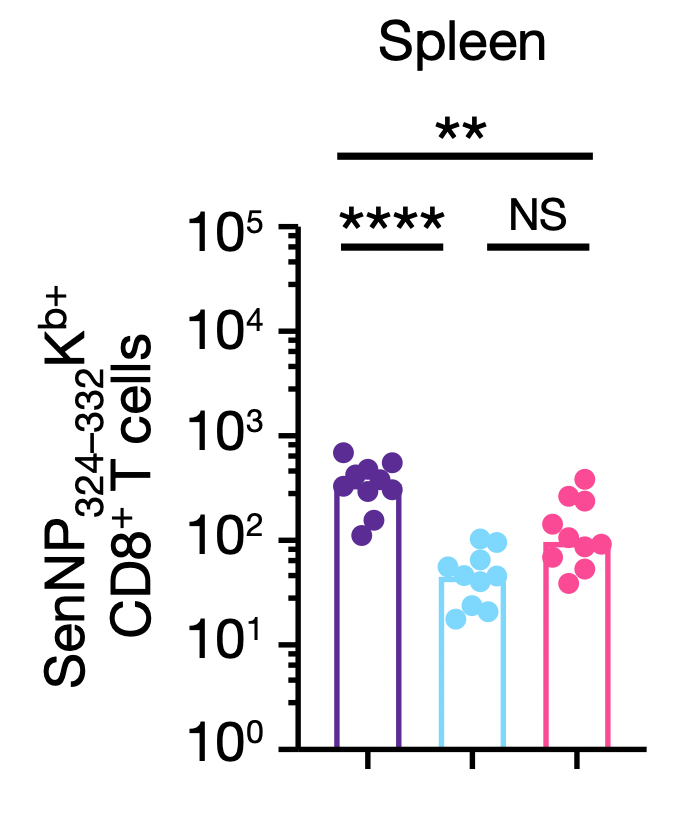 Spleen
**
**** NS
10⁵
10⁴
10³
10²
10¹
10⁰
SenNP₃₂₄₋₃₃₂Kᵇ⁺
CD8⁺ T cells